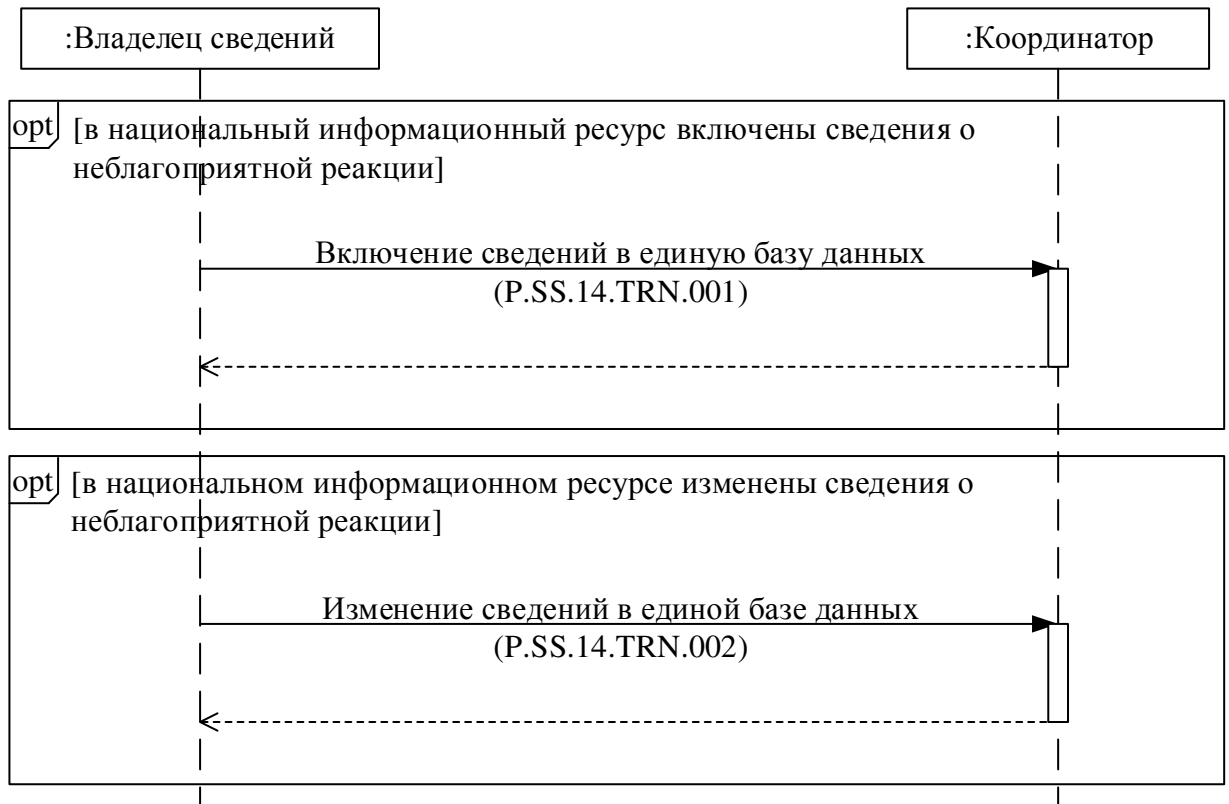 :Владелец сведений
:Координатор
opt
[в национальный информационный ресурс включены сведения о
неблагоприятной реакции]
Включение сведений в единую базу данных
(P.SS.14.TRN.001)
opt
[в национальном информационном ресурсе изменены сведения о
неблагоприятной реакции]
Изменение сведений в единой базе данных
(P.SS.14.TRN.002)